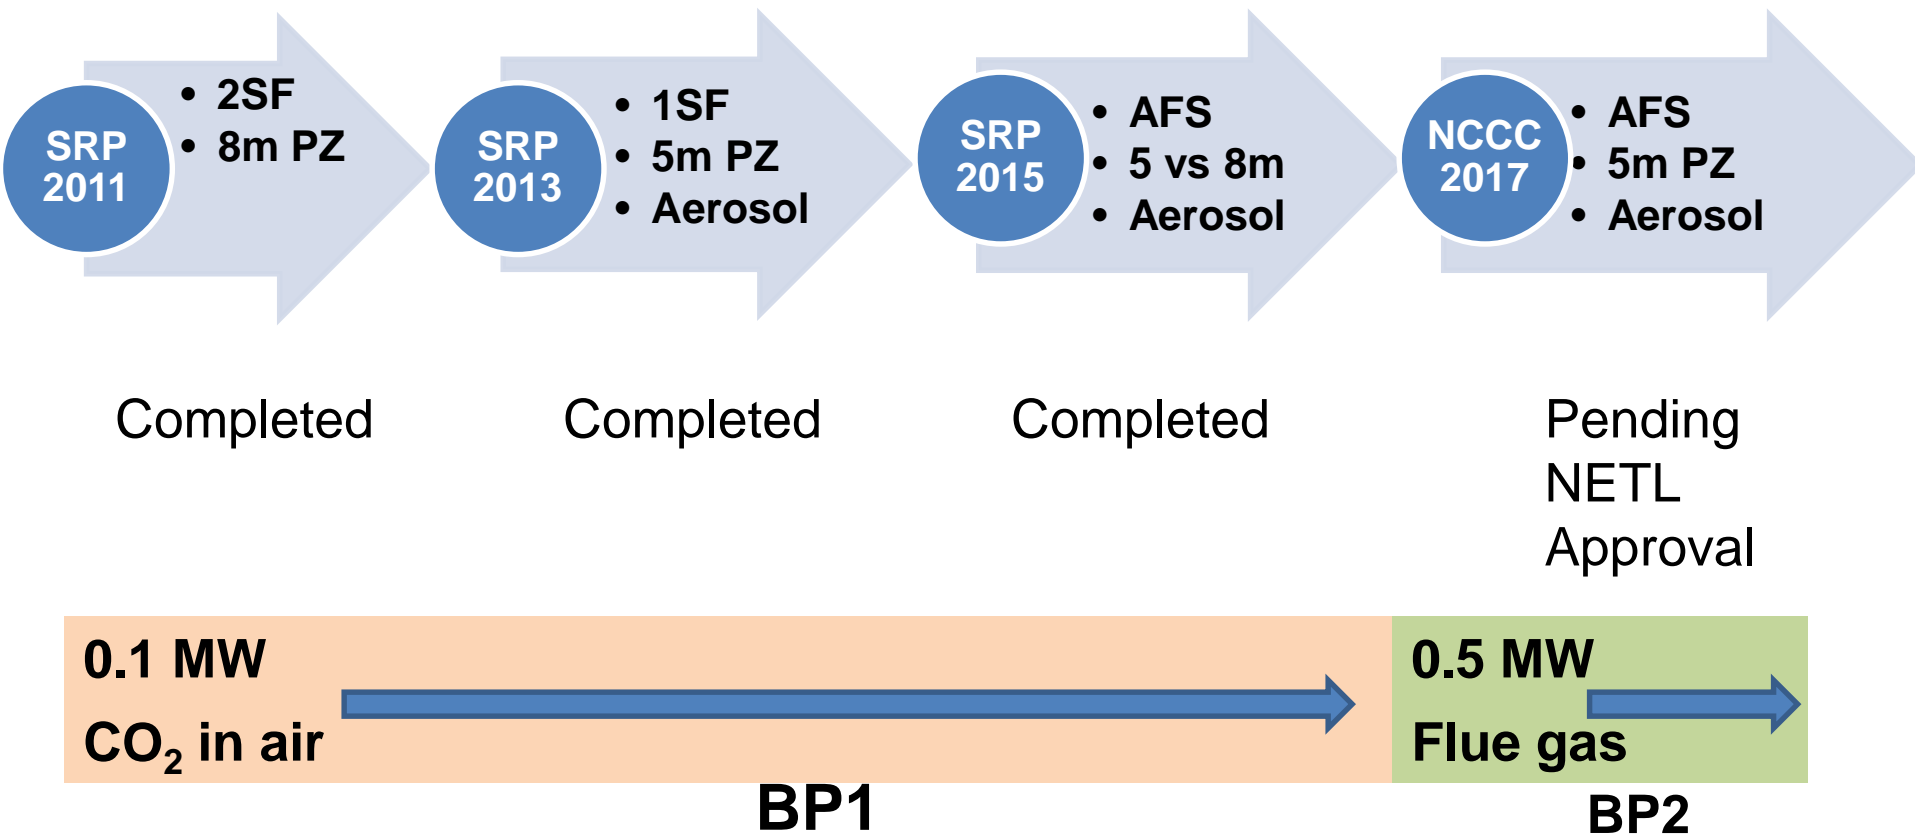 SRP
2011
• 2SF
• 8m PZ
SRP
2013
• 1SF
• 5m PZ
• Aerosol
SRP
2015
• AFS
• 5 vs 8m
• Aerosol
NCCC
2017
• AFS
• 5m PZ
• Aerosol
Completed
Completed
Completed
Pending
NETL
Approval
0.1 MW
CO₂ in air
BP1
0.5 MW
Flue gas
BP2